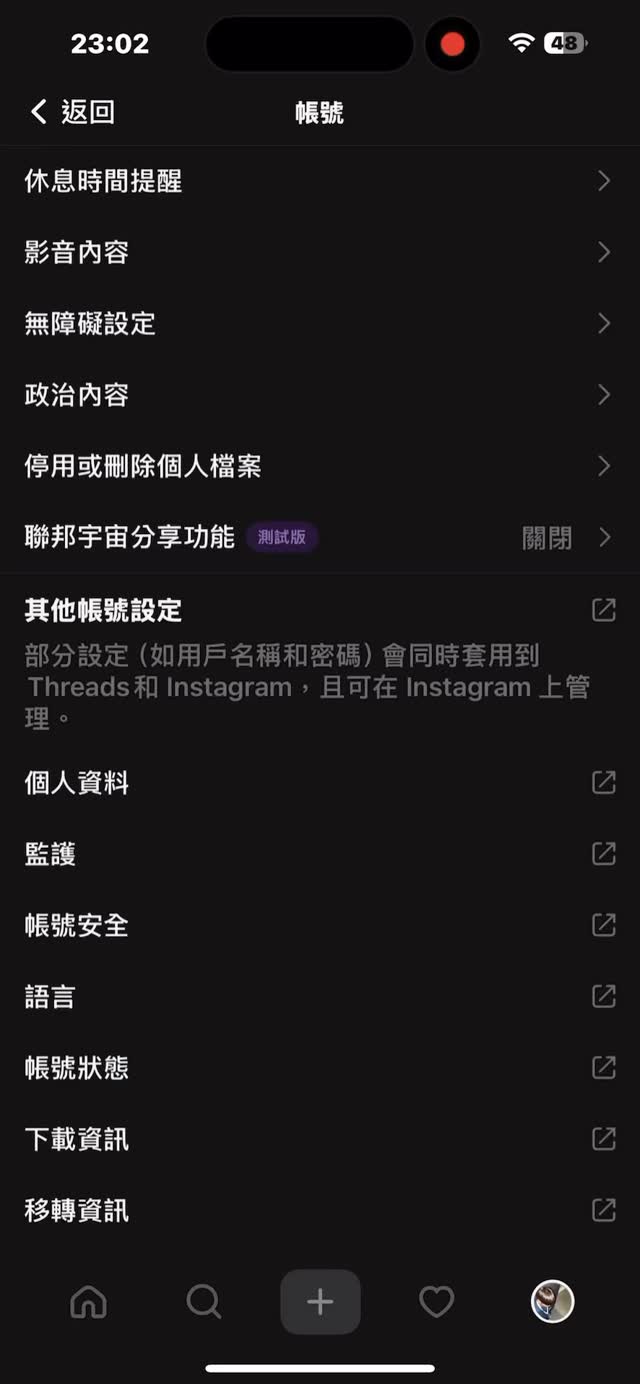 23:02
48
返回
帳號
休息時間提醒
影音內容
無障礙設定
政治內容
停用或刪除個人檔案
聯邦宇宙分享功能 測試版 關閉
其他帳號設定
部分設定（如用戶名稱和密碼）會同時套用到
Threads 和 Instagram，且可在 Instagram 上管
理。
個人資料
監護
帳號安全
語言
帳號狀態
下載資訊
移轉資訊